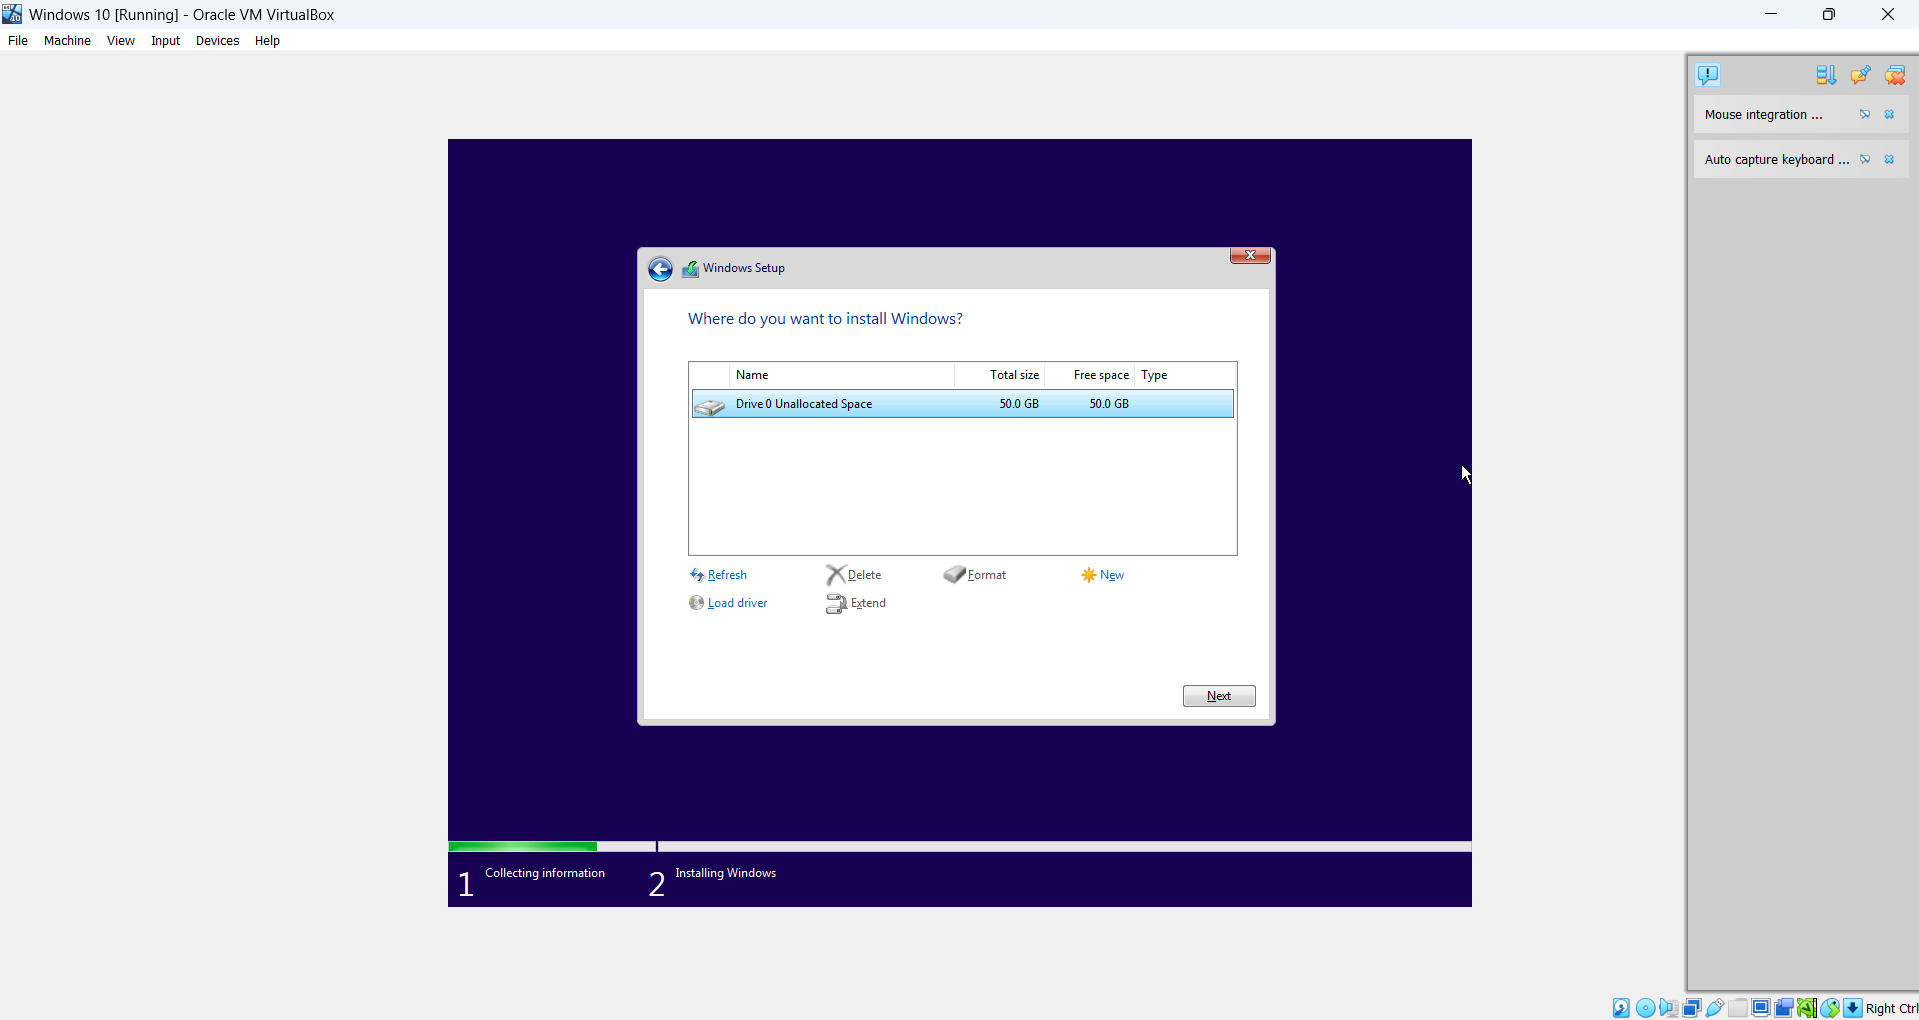 Windows 10 [Running] - Oracle VM VirtualBox
File Machine View Input Devices Help
Mouse integration ...
Auto capture keyboard ...
Windows Setup
Where do you want to install Windows?
Name Total size Free space Type
Drive 0 Unallocated Space 50.0 GB 50.0 GB
Refresh Delete Format New
Load driver Extend
Next
1 Collecting information 2 Installing Windows
Right Ctrl